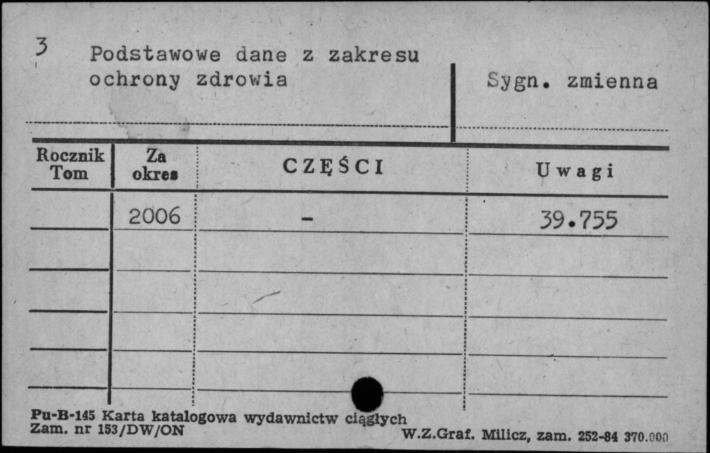 3
Podstawowe dane z zakresu
ochrony zdrowia
Sygn. zmienna
Rocznik Tom
Za okres
CZĘŚCI
Uwagi
2006 - 39.755
Pu-B-145 Karta katalogowa wydawnictw ciągłych
Zam. nr 153/DW/ON
W.Z.Graf. Milicz, zam. 252-84 370.000